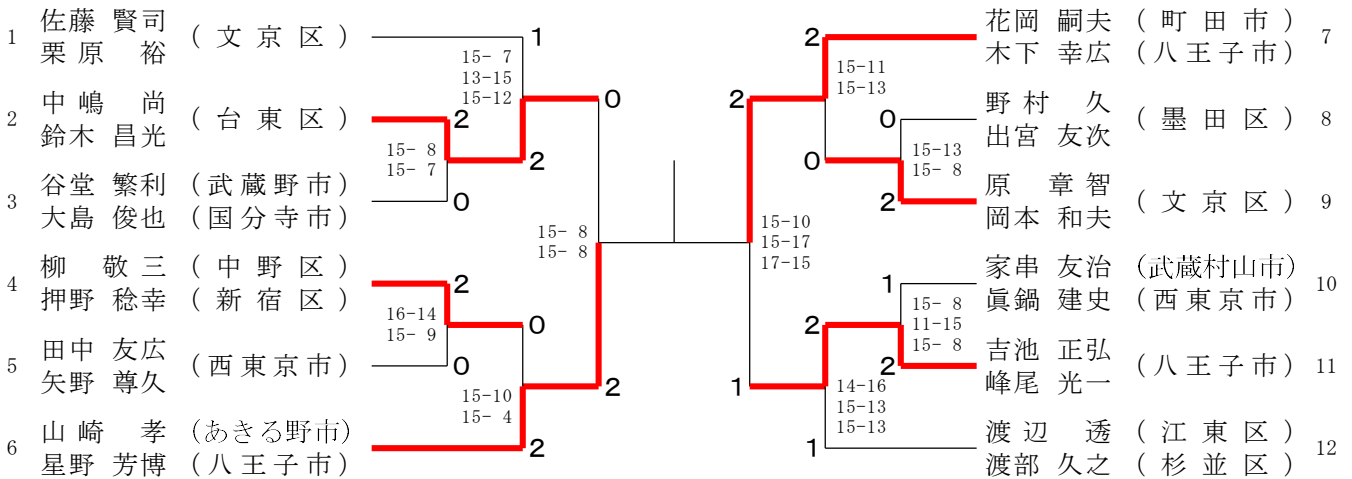 1 佐藤 賢司 (文京区)
栗原 裕
2 中嶋 尚 (台東区)
鈴木 昌光
3 谷堂 繁利 (武蔵野市)
大島 俊也 (国分寺市)
4 柳 敬三 (中野区)
押野 稔幸 (新宿区)
5 田中 友広 (西東京市)
矢野 尊久
6 山崎 孝 (あきる野市)
星野 芳博 (八王子市)
1
15- 7
13-15
15-12
2
2
15- 8
15- 7
0
0
15- 8
15- 8
2
2
16-14
15- 9
0
0
15-10
15- 4
2
2
15-11
15-13
0
0
15-13
15- 8
2
2
15-10
15-17
17-15
1
1
15- 8
11-15
15- 8
2
2
14-16
15-13
15-13
1
花岡 嗣夫 (町田市) 7
木下 幸広 (八王子市)
野村 久 (墨田区) 8
出宮 友次
原 章智 (文京区) 9
岡本 和夫
家串 友治 (武蔵村山市) 10
眞鍋 建史 (西東京市)
吉池 正弘 (八王子市) 11
峰尾 光一
渡辺 透 (江東区) 12
渡部 久之 (杉並区)